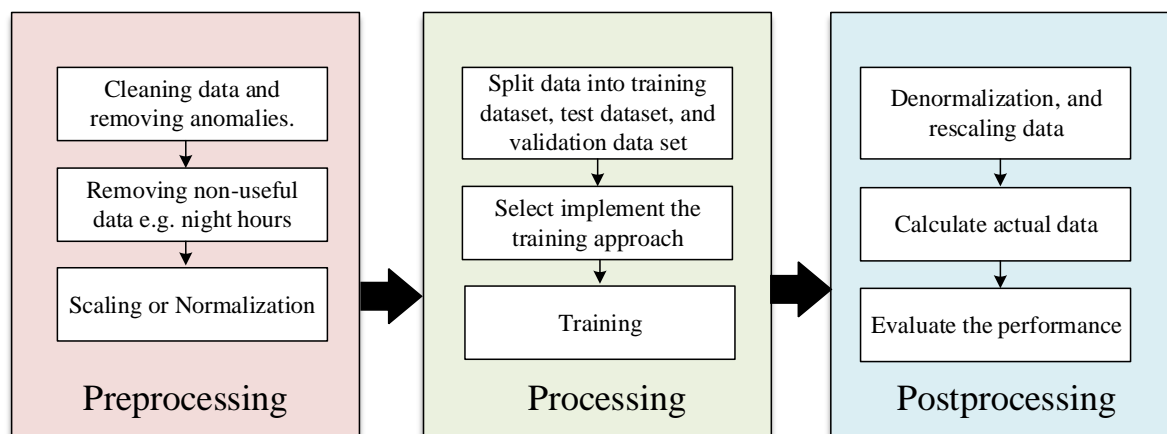 Cleaning data and
removing anomalies.
Removing non-useful
data e.g. night hours
Scaling or Normalization
Preprocessing
Split data into training
dataset, test dataset, and
validation data set
Select implement the
training approach
Training
Processing
Denormalization, and
rescaling data
Calculate actual data
Evaluate the performance
Postprocessing